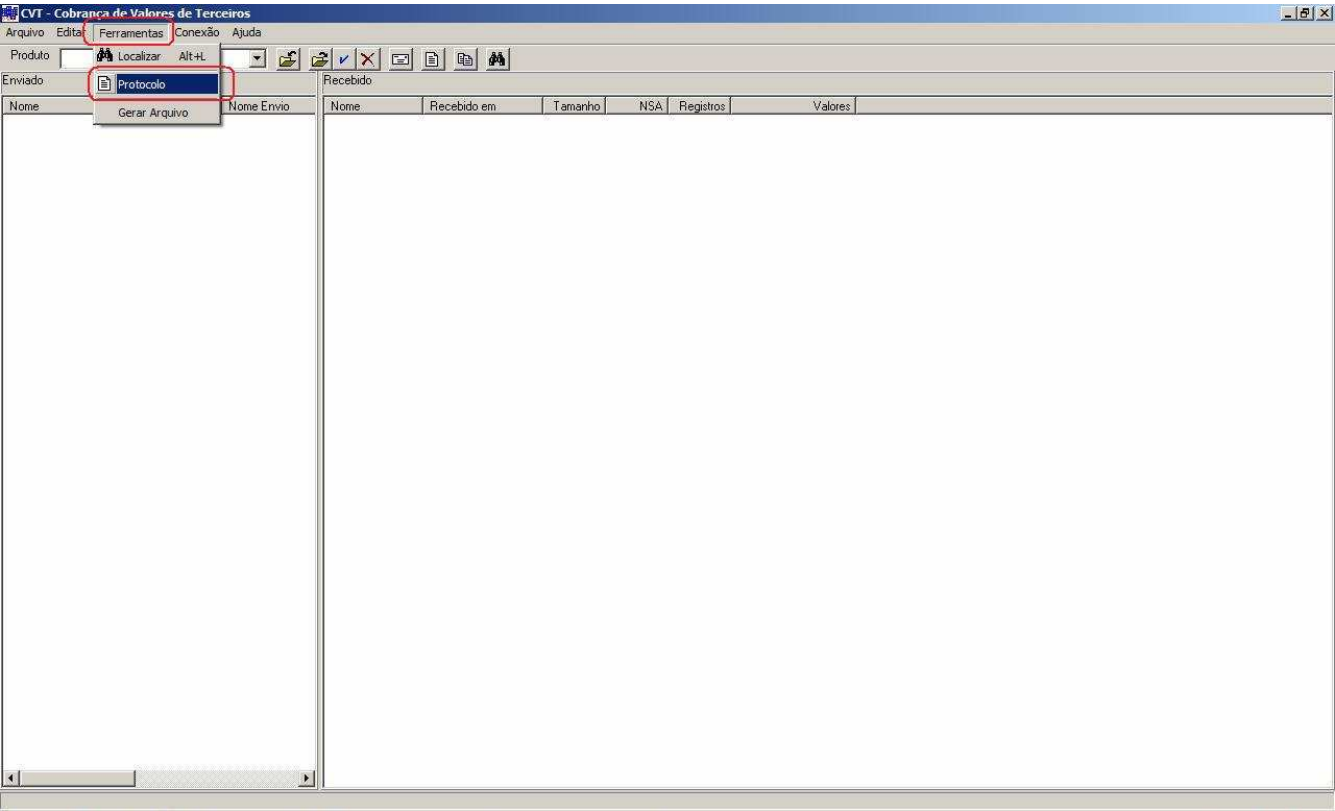 CVT - Cobrança de Valores de Terceiros
Arquivo Editar Ferramentas Conexão Ajuda
Produto
Localizar Alt+L
Protocolo
Gerar Arquivo
Enviado
Recebido
Nome Nome Envio
Nome Recebido em Tamanho NSA Registros Valores